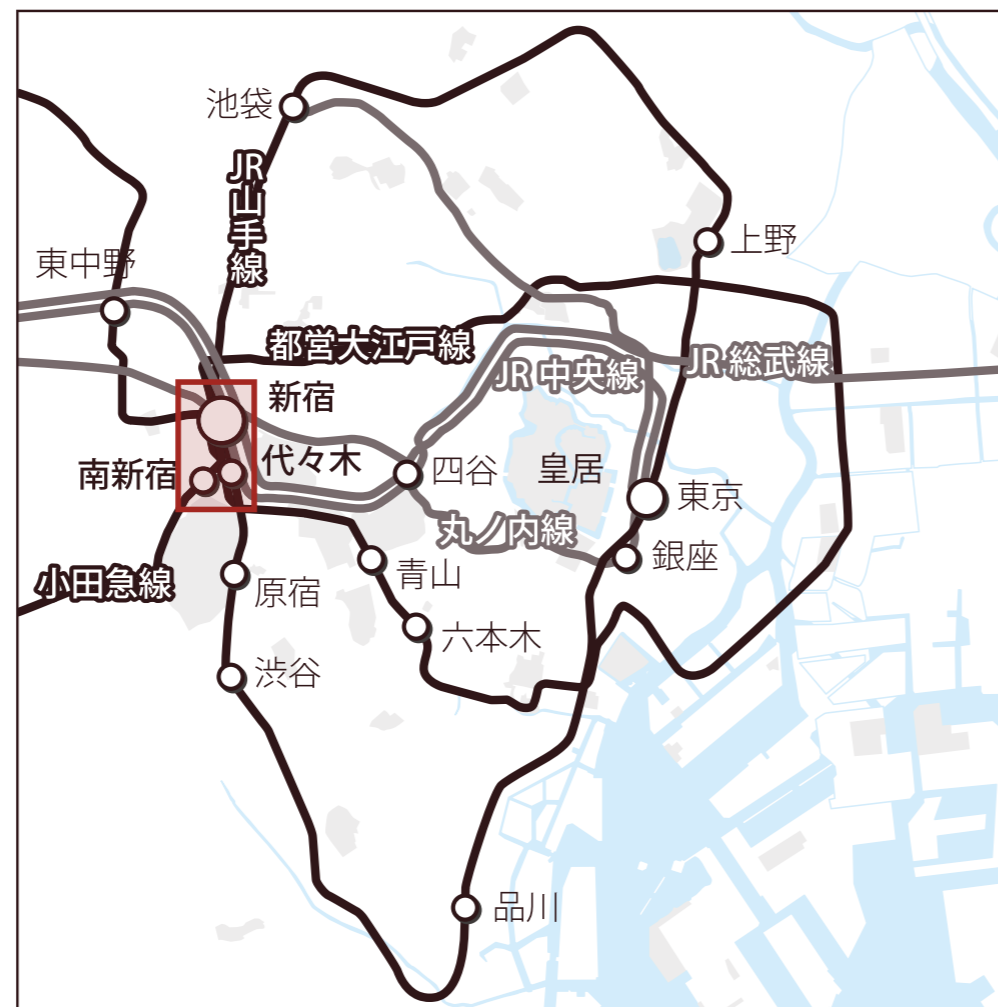 池袋
JR山手線
上野
東中野
都営大江戸線
JR 中央線
JR 総武線
新宿
代々木
南新宿
四谷
皇居
東京
丸ノ内線
銀座
小田急線
原宿
青山
六本木
渋谷
品川